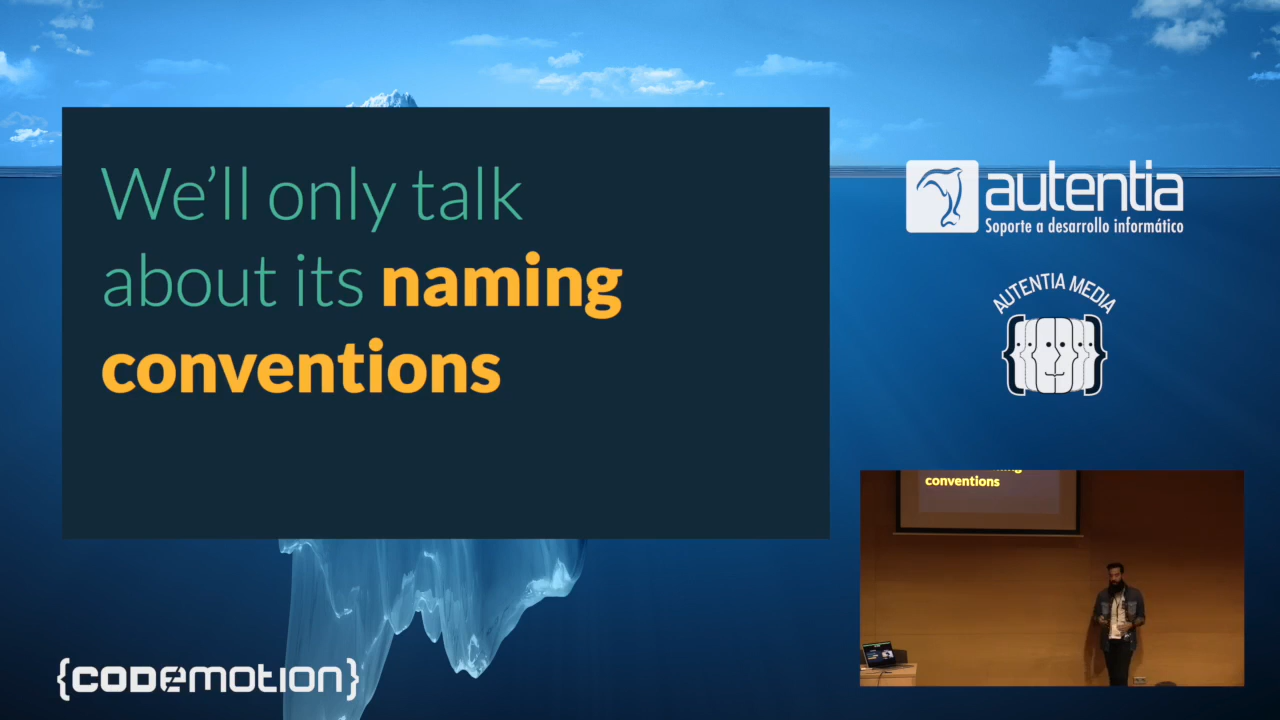 We'll only talk
about its naming
conventions
autentia
Soporte a desarrollo informático
AUTENTIA MEDIA
conventions
{CODEMOTION}